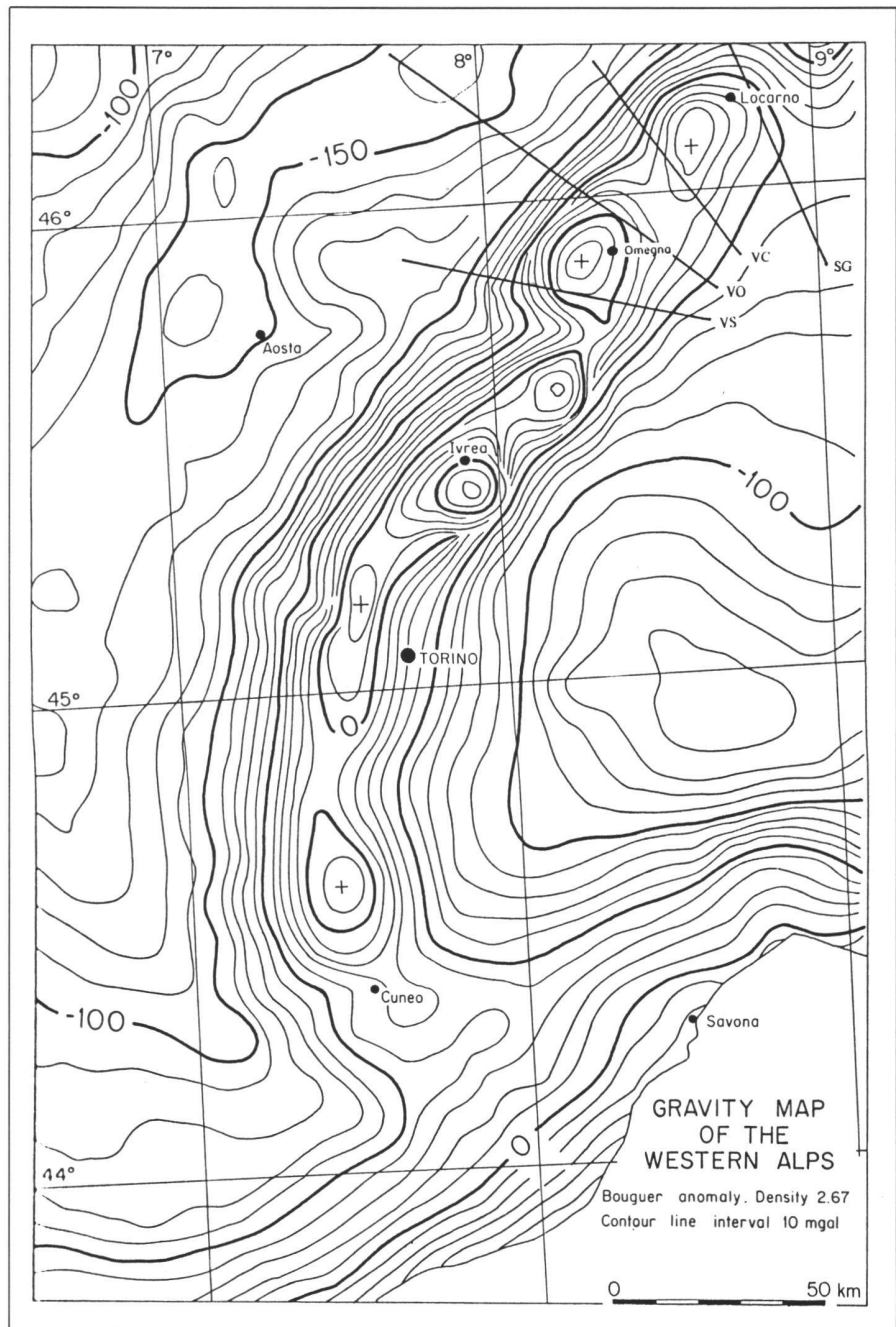 7°
8°
9°
-100
Locarno
-150
46°
Omegna
VC
SG
VO
VS
Aosta
Ivrea
-100
TORINO
45°
0
Cuneo
-100
Savona
GRAVITY MAP
OF THE
WESTERN ALPS
0
44°
Bouguer anomaly. Density 2.67
Contour line interval 10 mgal
0 50 km